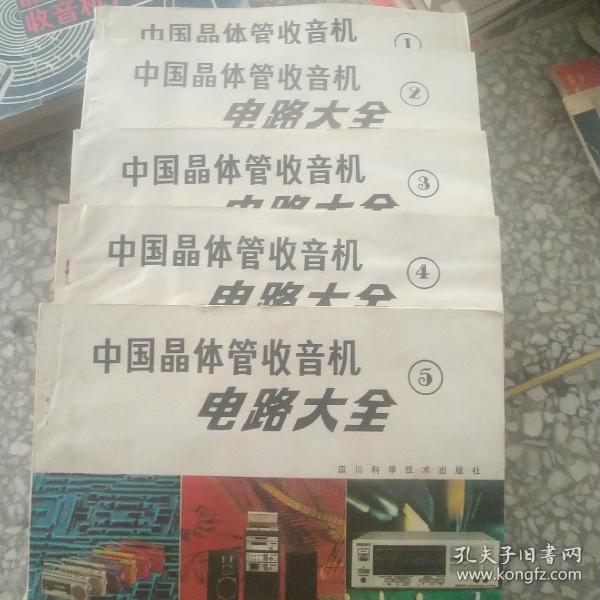 收音机
中国晶体管收音机
1
中国晶体管收音机
2
电路大全
中国晶体管收音机
3
电路大全
中国晶体管收音机
4
电路大全
中国晶体管收音机
5
电路大全
四川科学技术出版社
孔夫子旧书网
www.kongfz.com